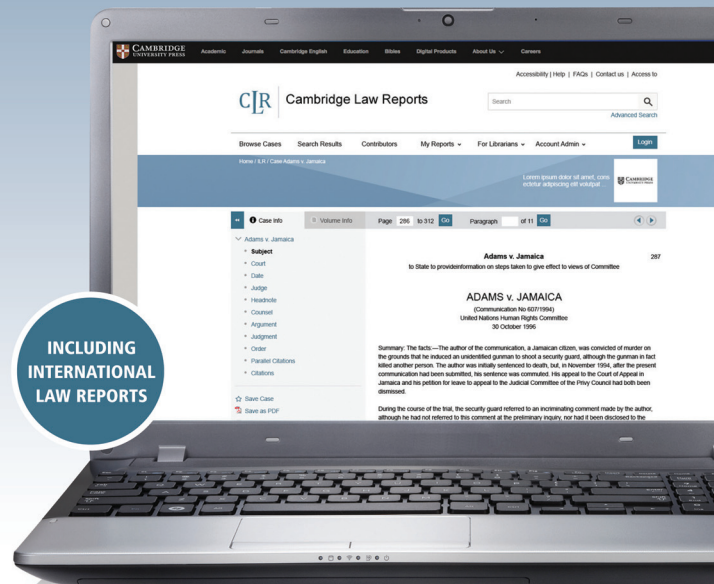 CAMBRIDGE
UNIVERSITY PRESS
Academic Journals Cambridge English Education Bibles Digital Products About Us Careers
Accessibility | Help | FAQs | Contact us | Access to
CLR Cambridge Law Reports
Search
Advanced Search
Browse Cases Search Results Contributors My Reports For Librarians Account Admin Login
Home / ILR / Case Adams v. Jamaica
Lorem ipsum dolor sit amet, cons
ectetur adipiscing elit volutpat ...
CAMBRIDGE
UNIVERSITY PRESS
Case Info Volume Info Page 286 to 312 Go Paragraph of 11 Go
Adams v. Jamaica
Subject
Court
Date
Judge
Headnote
Counsel
Argument
Judgment
Order
Parallel Citations
Citations
Save Case
Save as PDF
Adams v. Jamaica 287
to State to provideinformation on steps taken to give effect to views of Committee
ADAMS v. JAMAICA
(Communication No 607/1994)
United Nations Human Rights Committee
30 October 1996
Summary: The facts:—The author of the communication, a Jamaican citizen, was convicted of murder on
the grounds that he induced an unidentified gunman to shoot a security guard, although the gunman in fact
killed another person. The author was initially sentenced to death, but, in November 1994, after the present
communication had been submitted, his sentence was commuted. His appeal to the Court of Appeal in
Jamaica and his petition for leave to appeal to the Judicial Committee of the Privy Council had both been
dismissed.
During the course of the trial, the security guard referred to an incriminating comment made by the author,
although he had not referred to this comment at the preliminary inquiry, nor had it been disclosed to the
INCLUDING
INTERNATIONAL
LAW REPORTS